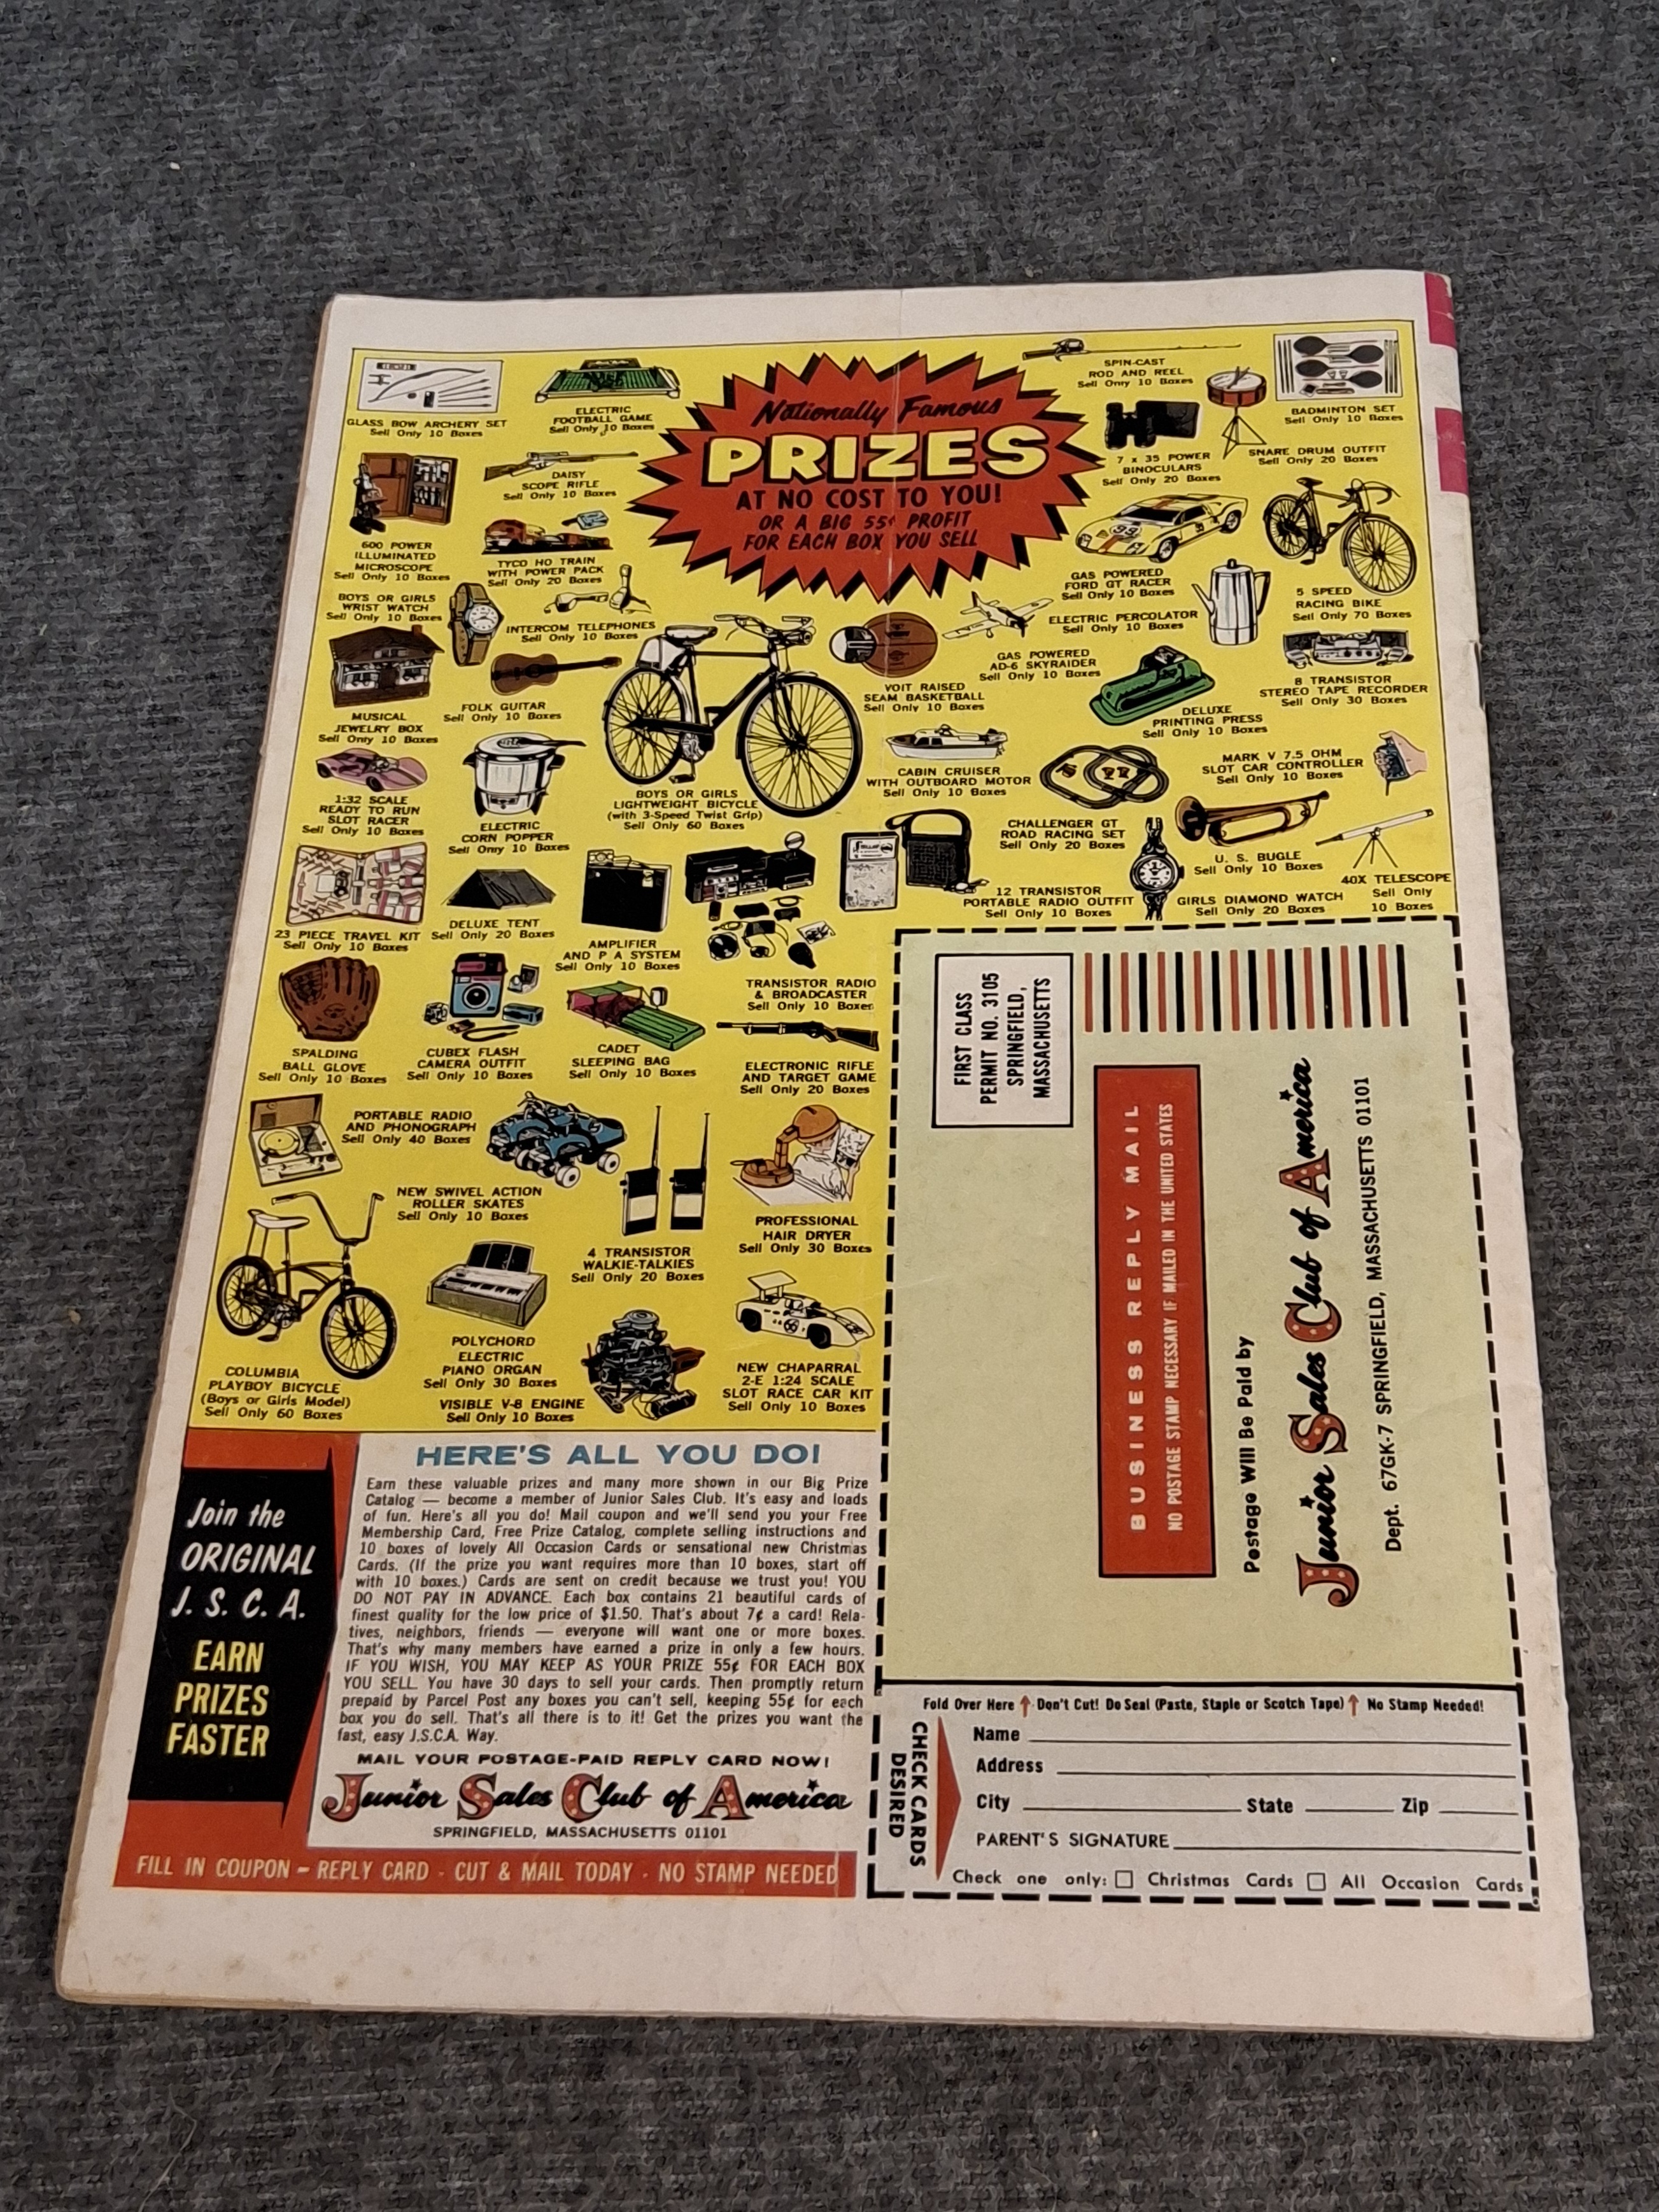 Nationally Famous
PRIZES
AT NO COST TO YOU!
OR A BIG 55¢ PROFIT
FOR EACH BOX YOU SELL
GLASS BOW ARCHERY SET
Sell Only 10 Boxes
ELECTRIC
FOOTBALL GAME
Sell Only 10 Boxes
SPIN-CAST
ROD AND REEL
Sell Only 10 Boxes
BADMINTON SET
Sell Only 10 Boxes
DAISY
SCOPE RIFLE
Sell Only 10 Boxes
7 x 35 POWER
BINOCULARS
Sell Only 20 Boxes
SNARE DRUM OUTFIT
Sell Only 20 Boxes
600 POWER
ILLUMINATED
MICROSCOPE
Sell Only 10 Boxes
TYCO HO TRAIN
WITH POWER PACK
Sell Only 20 Boxes
99
GAS POWERED
FORD GT RACER
Sell Only 10 Boxes
5 SPEED
RACING BIKE
Sell Only 70 Boxes
BOYS OR GIRLS
WRIST WATCH
Sell Only 10 Boxes
INTERCOM TELEPHONES
Sell Only 10 Boxes
ELECTRIC PERCOLATOR
Sell Only 10 Boxes
GAS POWERED
AD-6 SKYRAIDER
Sell Only 10 Boxes
8 TRANSISTOR
STEREO TAPE RECORDER
Sell Only 30 Boxes
MUSICAL
JEWELRY BOX
Sell Only 10 Boxes
FOLK GUITAR
Sell Only 10 Boxes
VOIT RAISED
SEAM BASKETBALL
Sell Only 10 Boxes
DELUXE
PRINTING PRESS
Sell Only 10 Boxes
1:32 SCALE
READY TO RUN
SLOT RACER
Sell Only 10 Boxes
ELECTRIC
CORN POPPER
Sell Only 10 Boxes
BOYS OR GIRLS
LIGHTWEIGHT BICYCLE
(with 3-Speed Twist Grip)
Sell Only 60 Boxes
CABIN CRUISER
WITH OUTBOARD MOTOR
Sell Only 10 Boxes
MARK V 7.5 OHM
SLOT CAR CONTROLLER
Sell Only 10 Boxes
CHALLENGER GT
ROAD RACING SET
Sell Only 20 Boxes
U. S. BUGLE
Sell Only 10 Boxes
40X TELESCOPE
Sell Only
10 Boxes
23 PIECE TRAVEL KIT
Sell Only 10 Boxes
DELUXE TENT
Sell Only 20 Boxes
AMPLIFIER
AND P A SYSTEM
Sell Only 10 Boxes
12 TRANSISTOR
PORTABLE RADIO OUTFIT
Sell Only 10 Boxes
GIRLS DIAMOND WATCH
Sell Only 20 Boxes
TRANSISTOR RADIO
& BROADCASTER
Sell Only 10 Boxes
SPALDING
BALL GLOVE
Sell Only 10 Boxes
CUBEX FLASH
CAMERA OUTFIT
Sell Only 10 Boxes
CADET
SLEEPING BAG
Sell Only 10 Boxes
ELECTRONIC RIFLE
AND TARGET GAME
Sell Only 20 Boxes
PORTABLE RADIO
AND PHONOGRAPH
Sell Only 40 Boxes
NEW SWIVEL ACTION
ROLLER SKATES
Sell Only 10 Boxes
4 TRANSISTOR
WALKIE-TALKIES
Sell Only 20 Boxes
PROFESSIONAL
HAIR DRYER
Sell Only 30 Boxes
COLUMBIA
PLAYBOY BICYCLE
(Boys or Girls Model)
Sell Only 60 Boxes
POLYCHORD
ELECTRIC
PIANO ORGAN
Sell Only 30 Boxes
VISIBLE V-8 ENGINE
Sell Only 10 Boxes
NEW CHAPARRAL
2-E 1:24 SCALE
SLOT RACE CAR KIT
Sell Only 10 Boxes
Join the
ORIGINAL
J. S. C. A.
EARN
PRIZES
FASTER
HERE'S ALL YOU DO!
Earn these valuable prizes and many more shown in our Big Prize
Catalog — become a member of Junior Sales Club. It's easy and loads
of fun. Here's all you do! Mail coupon and we'll send you your Free
Membership Card, Free Prize Catalog, complete selling instructions and
10 boxes of lovely All Occasion Cards or sensational new Christmas
Cards. (If the prize you want requires more than 10 boxes, start off
with 10 boxes.) Cards are sent on credit because we trust you! YOU
DO NOT PAY IN ADVANCE. Each box contains 21 beautiful cards of
finest quality for the low price of $1.50. That's about 7¢ a card! Rela-
tives, neighbors, friends — everyone will want one or more boxes.
That's why many members have earned a prize in only a few hours.
IF YOU WISH, YOU MAY KEEP AS YOUR PRIZE 55¢ FOR EACH BOX
YOU SELL. You have 30 days to sell your cards. Then promptly return
prepaid by Parcel Post any boxes you can't sell, keeping 55¢ for each
box you do sell. That's all there is to it! Get the prizes you want the
fast, easy J.S.C.A. Way.
MAIL YOUR POSTAGE-PAID REPLY CARD NOW!
Junior Sales Club of America
SPRINGFIELD, MASSACHUSETTS 01101
FILL IN COUPON - REPLY CARD - CUT & MAIL TODAY - NO STAMP NEEDED
FIRST CLASS
PERMIT NO. 3105
SPRINGFIELD,
MASSACHUSETTS
BUSINESS REPLY MAIL
NO POSTAGE STAMP NECESSARY IF MAILED IN THE UNITED STATES
Postage Will Be Paid by
Junior Sales Club of America
Dept. 67GK-7 SPRINGFIELD, MASSACHUSETTS 01101
Fold Over Here Don't Cut! Do Seal (Paste, Staple or Scotch Tape) No Stamp Needed!
CHECK CARDS
DESIRED
Name
Address
City State Zip
PARENT'S SIGNATURE
Check one only: Christmas Cards All Occasion Cards